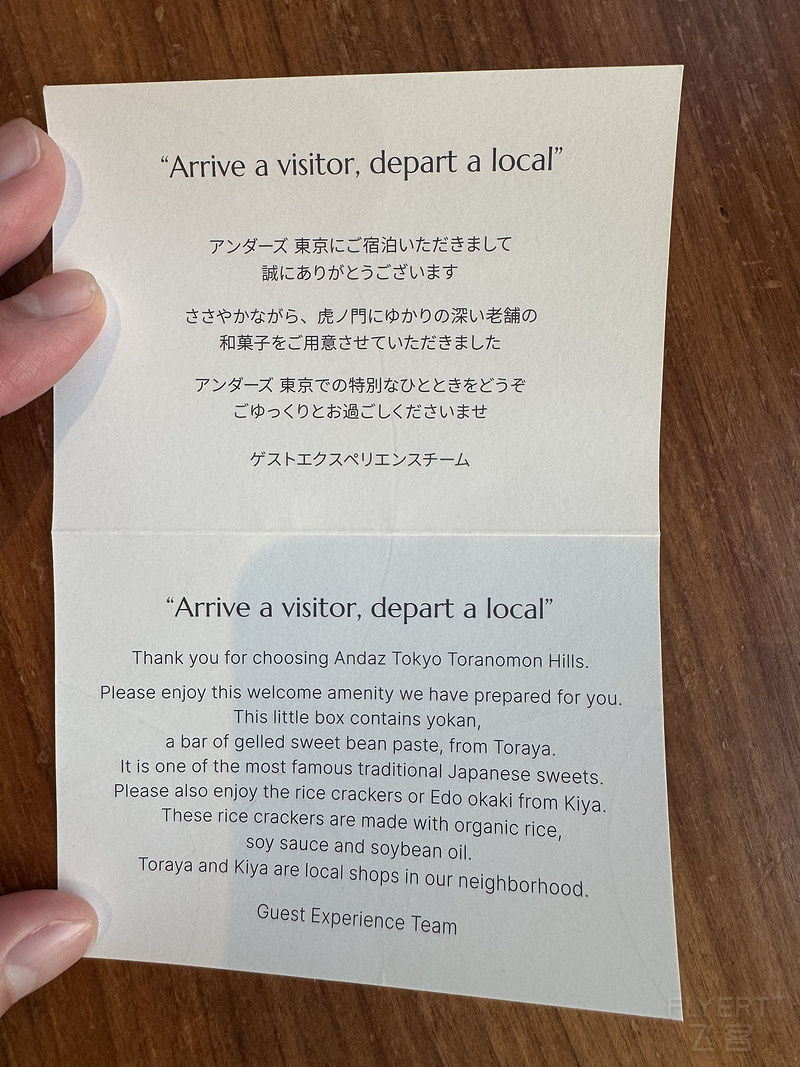 “Arrive a visitor, depart a local”
アンダーズ 東京にご宿泊いただきまして
誠にありがとうございます
ささやかながら、虎ノ門にゆかりの深い老舗の
和菓子をご用意させていただきました
アンダーズ 東京での特別なひとときをどうぞ
ごゆっくりとお過ごしくださいませ
ゲストエクスペリエンスチーム
“Arrive a visitor, depart a local”
Thank you for choosing Andaz Tokyo Toranomon Hills.
Please enjoy this welcome amenity we have prepared for you.
This little box contains yokan,
a bar of gelled sweet bean paste, from Toraya.
It is one of the most famous traditional Japanese sweets.
Please also enjoy the rice crackers or Edo okaki from Kiya.
These rice crackers are made with organic rice,
soy sauce and soybean oil.
Toraya and Kiya are local shops in our neighborhood.
Guest Experience Team
FLYERT
飞客